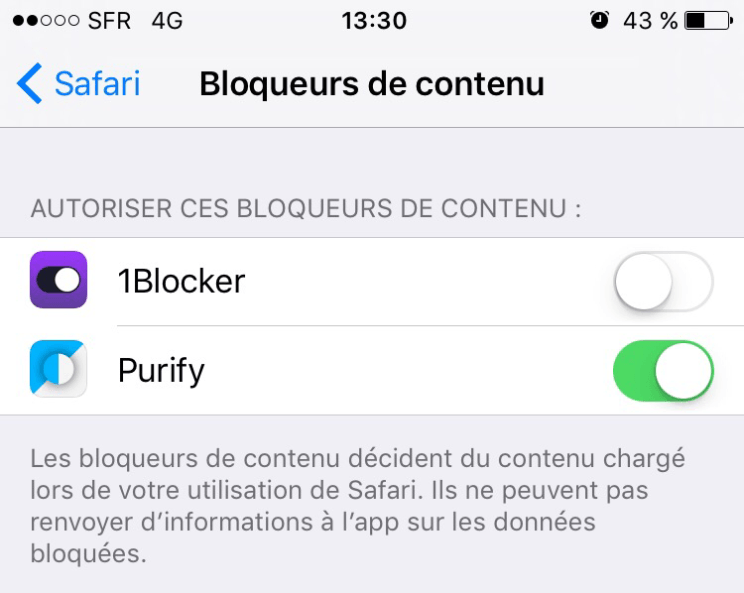 SFR 4G 13:30 43 %
Safari Bloqueurs de contenu
AUTORISER CES BLOQUEURS DE CONTENU :
1Blocker
Purify
Les bloqueurs de contenu décident du contenu chargé
lors de votre utilisation de Safari. Ils ne peuvent pas
renvoyer d’informations à l’app sur les données
bloquées.